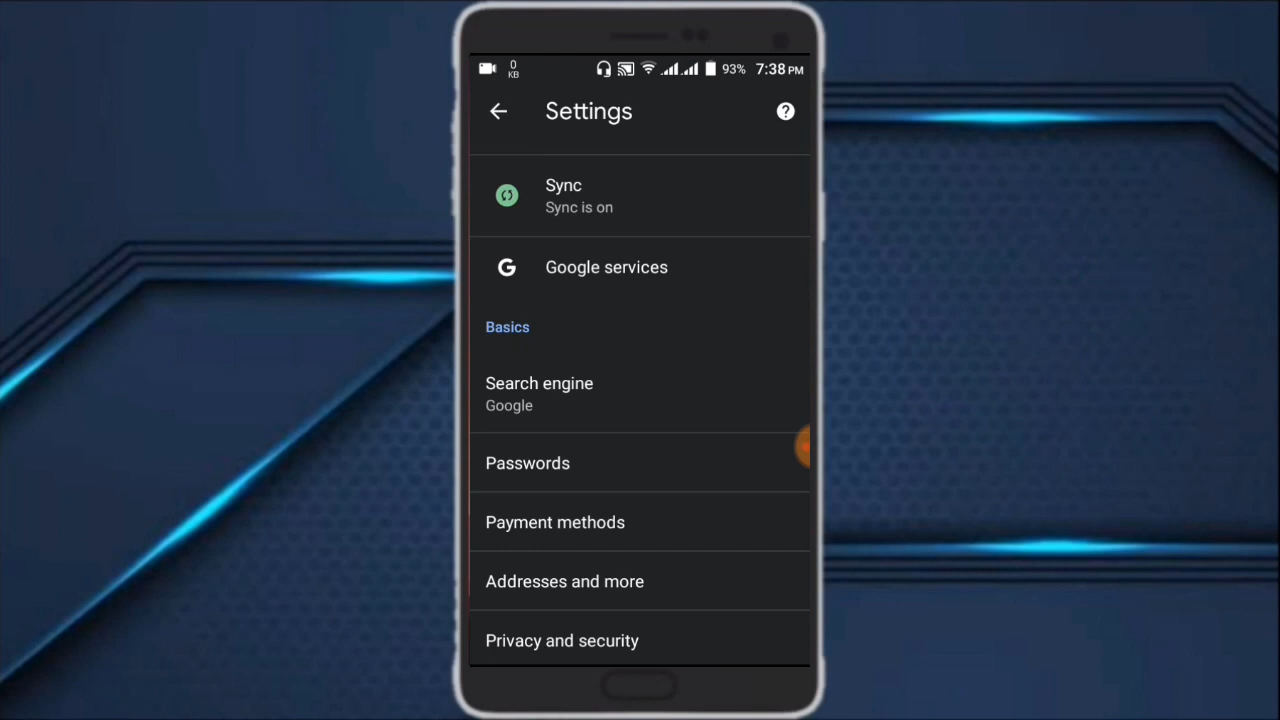 0
KB
93% 7:38 PM
Settings
Sync
Sync is on
Google services
Basics
Search engine
Google
Passwords
Payment methods
Addresses and more
Privacy and security